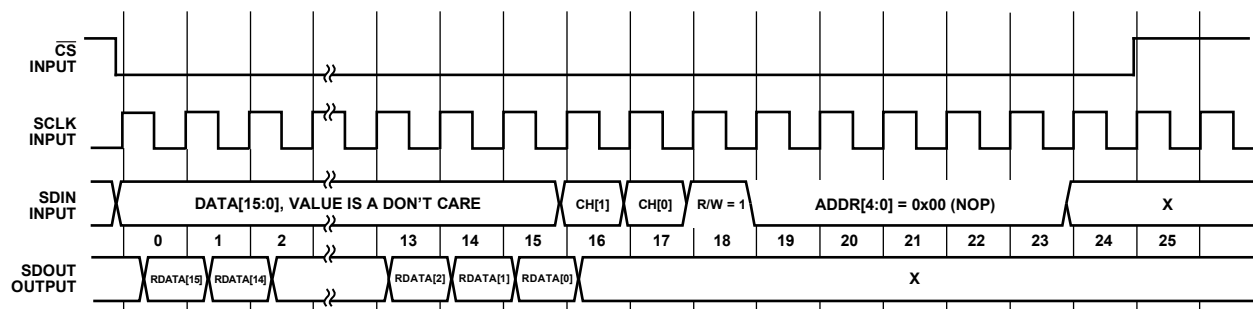 CS
INPUT
SCLK
INPUT
SDIN
INPUT
DATA[15:0], VALUE IS A DON'T CARE
CH[1]
CH[0]
R/W = 1
ADDR[4:0] = 0x00 (NOP)
X
0 1 2 13 14 15 16 17 18 19 20 21 22 23 24 25
SDOUT
OUTPUT
RDATA[15]
RDATA[14]
RDATA[2]
RDATA[1]
RDATA[0]
X